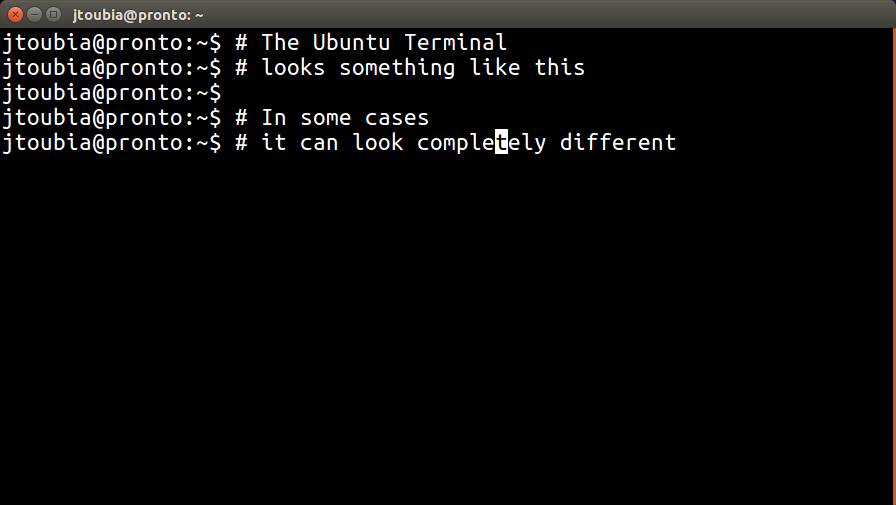 jtoubia@pronto: ~
jtoubia@pronto:~$ # The Ubuntu Terminal
jtoubia@pronto:~$ # looks something like this
jtoubia@pronto:~$
jtoubia@pronto:~$ # In some cases
jtoubia@pronto:~$ # it can look completely different